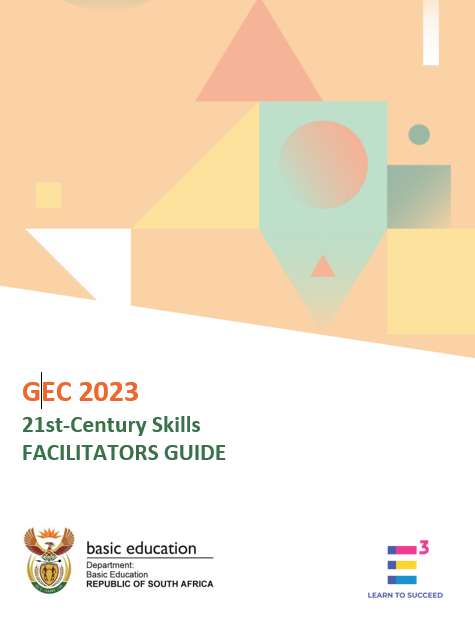 GEC 2023
21st-Century Skills
FACILITATORS GUIDE
basic education
Department:
Basic Education
REPUBLIC OF SOUTH AFRICA
3
LEARN TO SUCCEED